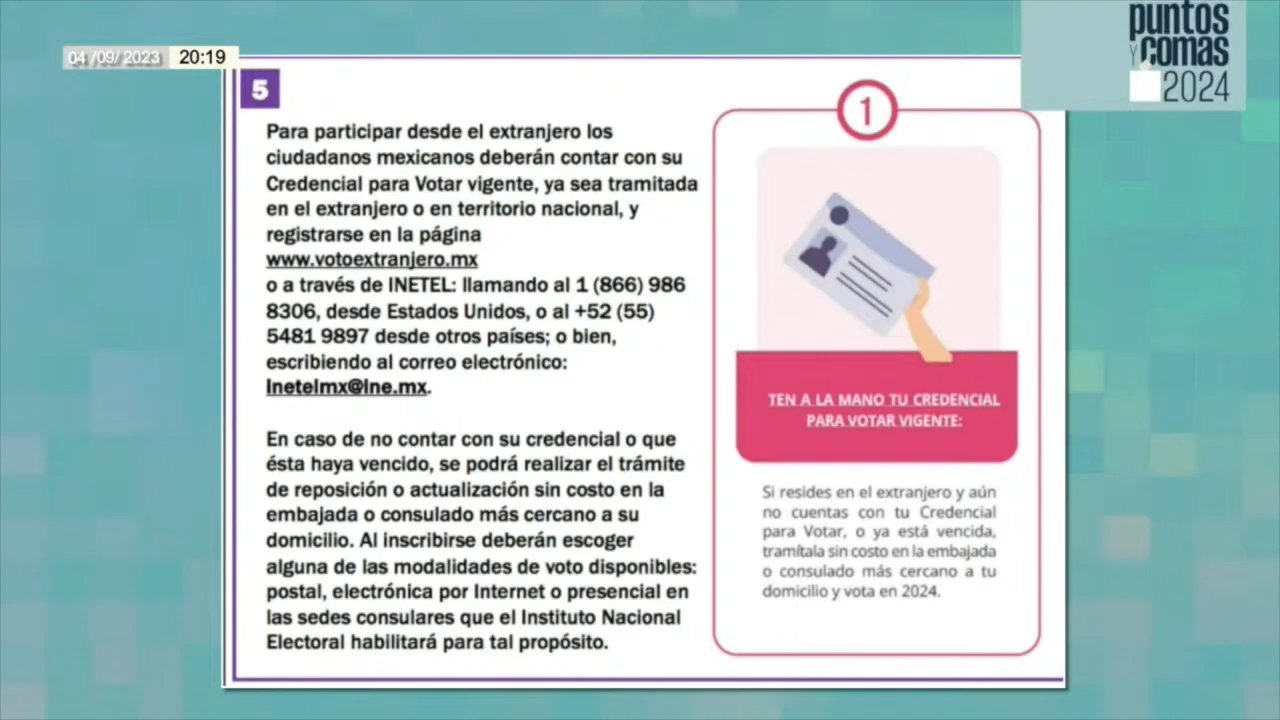 puntos
Y comas
2024
04 /09/ 2023 20:19
5
Para participar desde el extranjero los
ciudadanos mexicanos deberán contar con su
Credencial para Votar vigente, ya sea tramitada
en el extranjero o en territorio nacional, y
registrarse en la página
www.votoextranjero.mx
o a través de INETEL: llamando al 1 (866) 986
8306, desde Estados Unidos, o al +52 (55)
5481 9897 desde otros países; o bien,
escribiendo al correo electrónico:
Inetelmx@Ine.mx.
En caso de no contar con su credencial o que
ésta haya vencido, se podrá realizar el trámite
de reposición o actualización sin costo en la
embajada o consulado más cercano a su
domicilio. Al inscribirse deberán escoger
alguna de las modalidades de voto disponibles:
postal, electrónica por Internet o presencial en
las sedes consulares que el Instituto Nacional
Electoral habilitará para tal propósito.
1
TEN A LA MANO TU CREDENCIAL
PARA VOTAR VIGENTE:
Si resides en el extranjero y aún
no cuentas con tu Credencial
para Votar, o ya está vencida,
tramítala sin costo en la embajada
o consulado más cercano a tu
domicilio y vota en 2024.